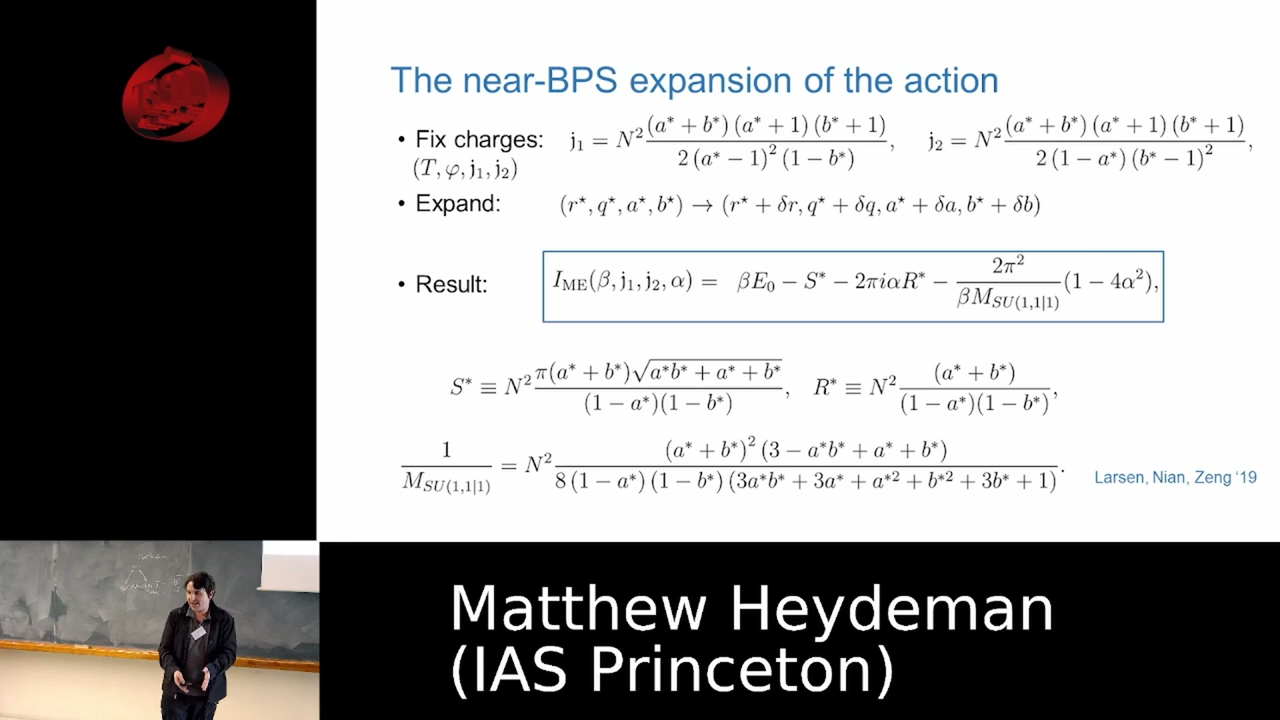 The near-BPS expansion of the action
• Fix charges: j₁ = N² (a* + b*) (a* + 1) (b* + 1) / 2 (a* − 1)² (1 − b*), j₂ = N² (a* + b*) (a* + 1) (b* + 1) / 2 (1 − a*) (b* − 1)²,
(T, φ, j₁, j₂)
• Expand: (r⋆, q⋆, a⋆, b⋆) → (r⋆ + δr, q⋆ + δq, a⋆ + δa, b⋆ + δb)
• Result: I_ME(β, j₁, j₂, α) = βE₀ − S* − 2πiαR* − 2π² / βM_SU(1,1|1) (1 − 4α²),
S* ≡ N² π(a* + b*)√(a*b* + a* + b*) / (1 − a*)(1 − b*), R* ≡ N² (a* + b*) / (1 − a*)(1 − b*),
1 / M_SU(1,1|1) = N² (a* + b*)² (3 − a*b* + a* + b*) / 8 (1 − a*) (1 − b*) (3a*b* + 3a* + a*² + b*² + 3b* + 1).
Larsen, Nian, Zeng ‘19
Matthew Heydeman
(IAS Princeton)